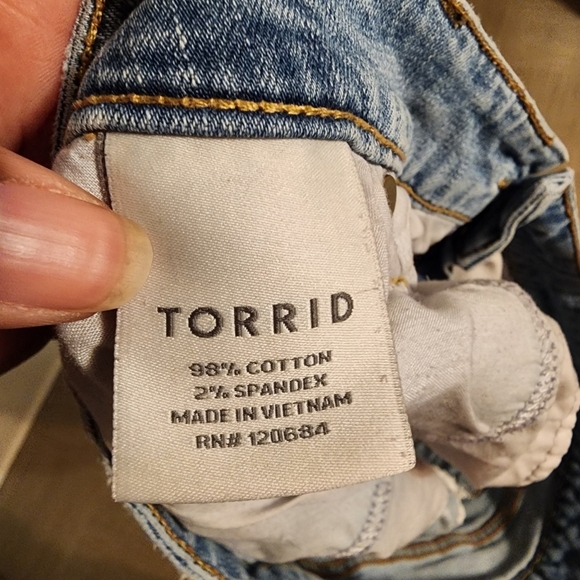 TORRID
98% COTTON
2% SPANDEX
MADE IN VIETNAM
RN# 120684